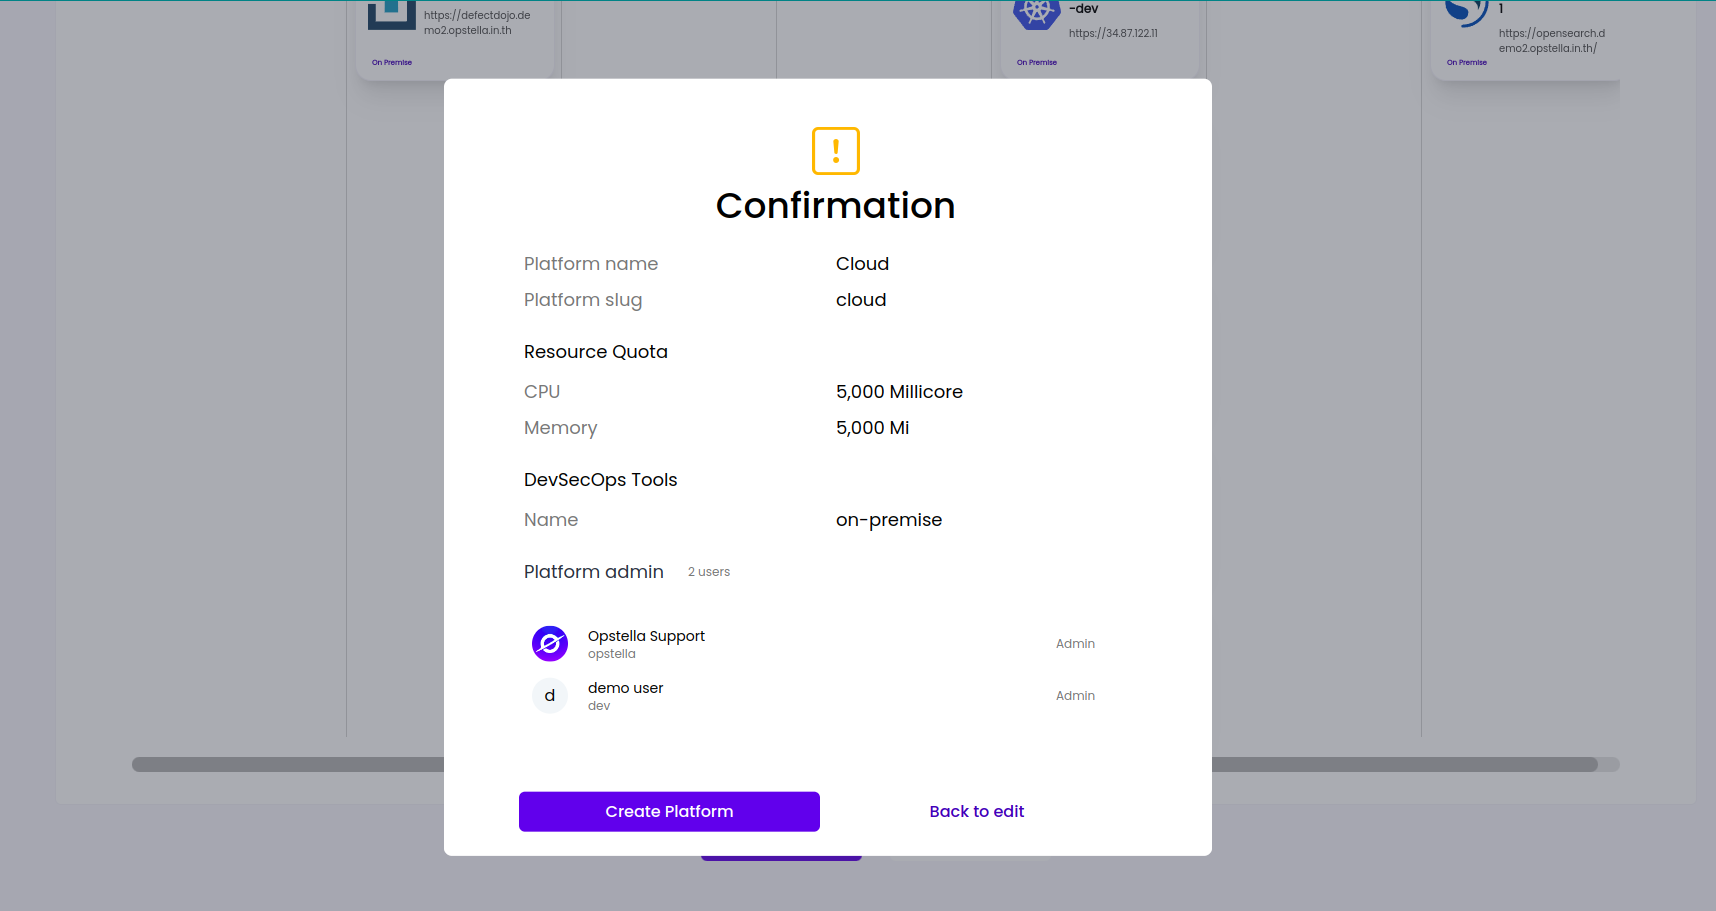 https://defectdojo.de
mo2.opstella.in.th
On Premise
-dev
https://34.87.122.11
On Premise
1
https://opensearch.d
emo2.opstella.in.th/
On Premise
!
Confirmation
Platform name Cloud
Platform slug cloud
Resource Quota
CPU 5,000 Millicore
Memory 5,000 Mi
DevSecOps Tools
Name on-premise
Platform admin 2 users
Opstella Support
opstella
Admin
d
demo user
dev
Admin
Create Platform Back to edit